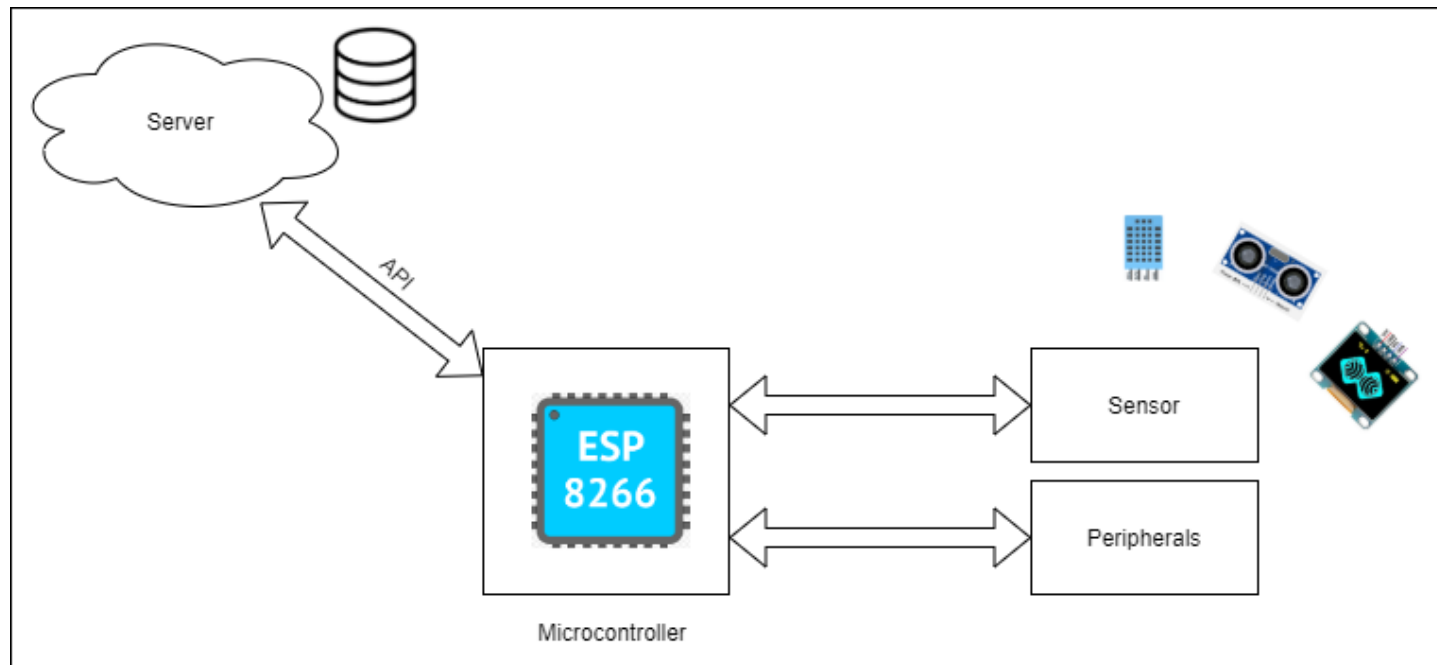 Server
API
ESP
8266
Sensor
Peripherals
Microcontroller